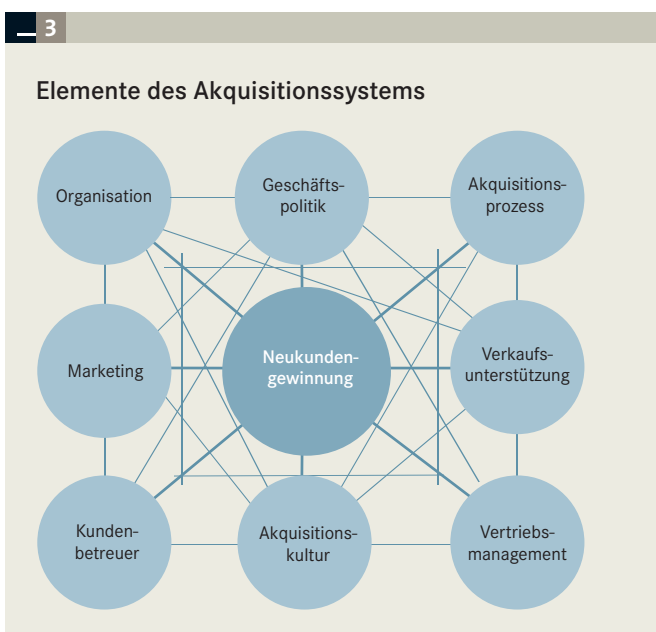 3
Elemente des Akquisitionssystems
Organisation
Geschäfts-
politik
Akquisitions-
prozess
Marketing
Neukunden-
gewinnung
Verkaufs-
unterstützung
Kunden-
betreuer
Akquisitions-
kultur
Vertriebs-
management